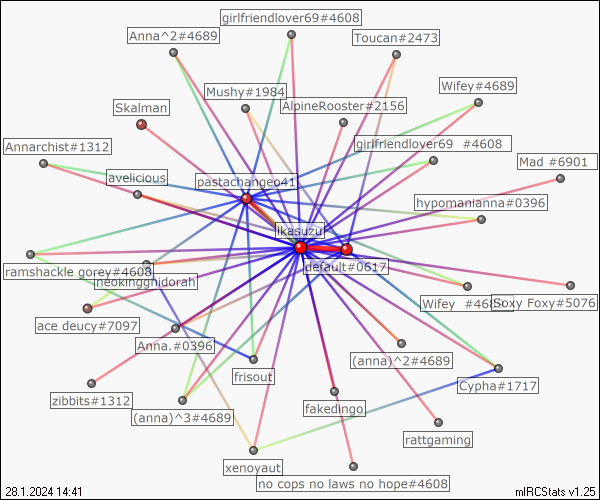 girlfriendlover69#4608
Anna^2#4689
Toucan#2473
Wifey#4689
Mushy#1984
AlpineRooster#2156
Skalman
Annarchist#1312
girlfriendlover69 #4608
Mad #6901
avelicious
pastachangeo41
hypomanianna#0396
ikasuzu
default#0617
ramshackle gorey#4608
neokingghidorah
Wifey #46
Soxy Foxy#5076
ace deucy#7097
Anna.#0396
(anna)^2#4689
frisout
Cypha#1717
zibbits#1312
(anna)^3#4689
fakedingo
rattgaming
xenoyaut
no cops no laws no hope#4608
28.1.2024 14:41
mIRCStats v1.25